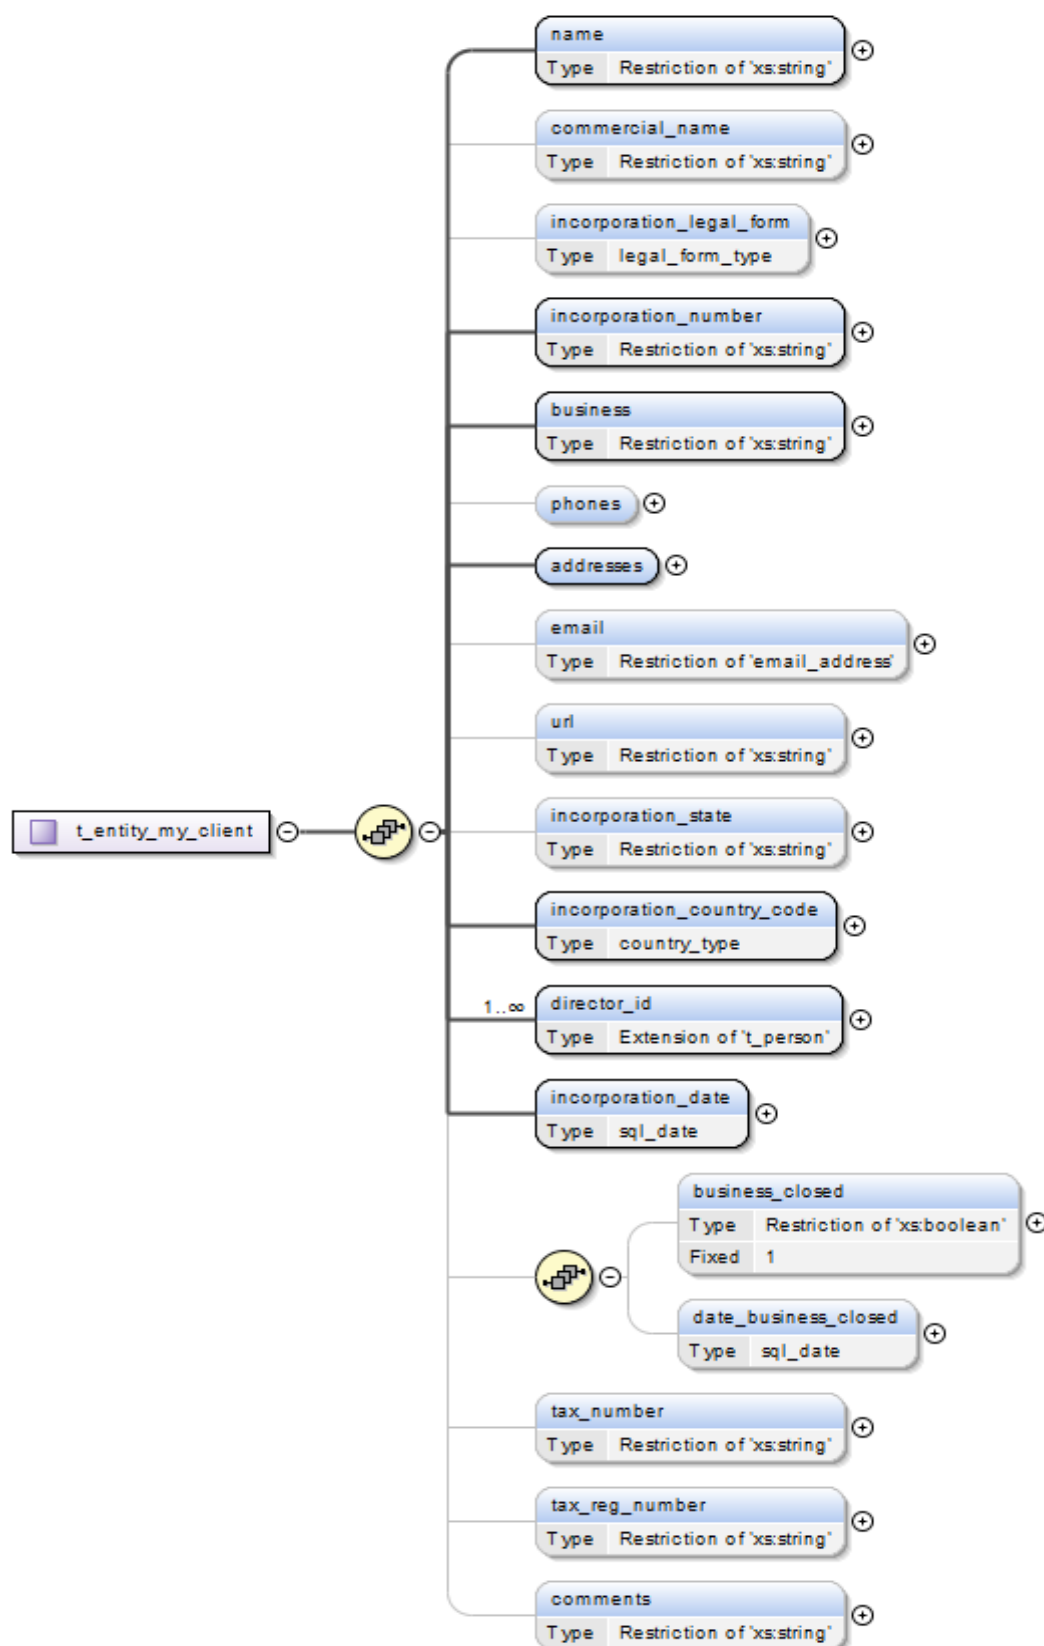 name
Type Restriction of 'xs:string'
commercial_name
Type Restriction of 'xs:string'
incorporation_legal_form
Type legal_form_type
incorporation_number
Type Restriction of 'xs:string'
business
Type Restriction of 'xs:string'
phones
addresses
email
Type Restriction of 'email_address'
url
Type Restriction of 'xs:string'
t_entity_my_client
incorporation_state
Type Restriction of 'xs:string'
incorporation_country_code
Type country_type
1..∞
director_id
Type Extension of 't_person'
incorporation_date
Type sql_date
business_closed
Type Restriction of 'xs:boolean'
Fixed 1
date_business_closed
Type sql_date
tax_number
Type Restriction of 'xs:string'
tax_reg_number
Type Restriction of 'xs:string'
comments
Type Restriction of 'xs:string'